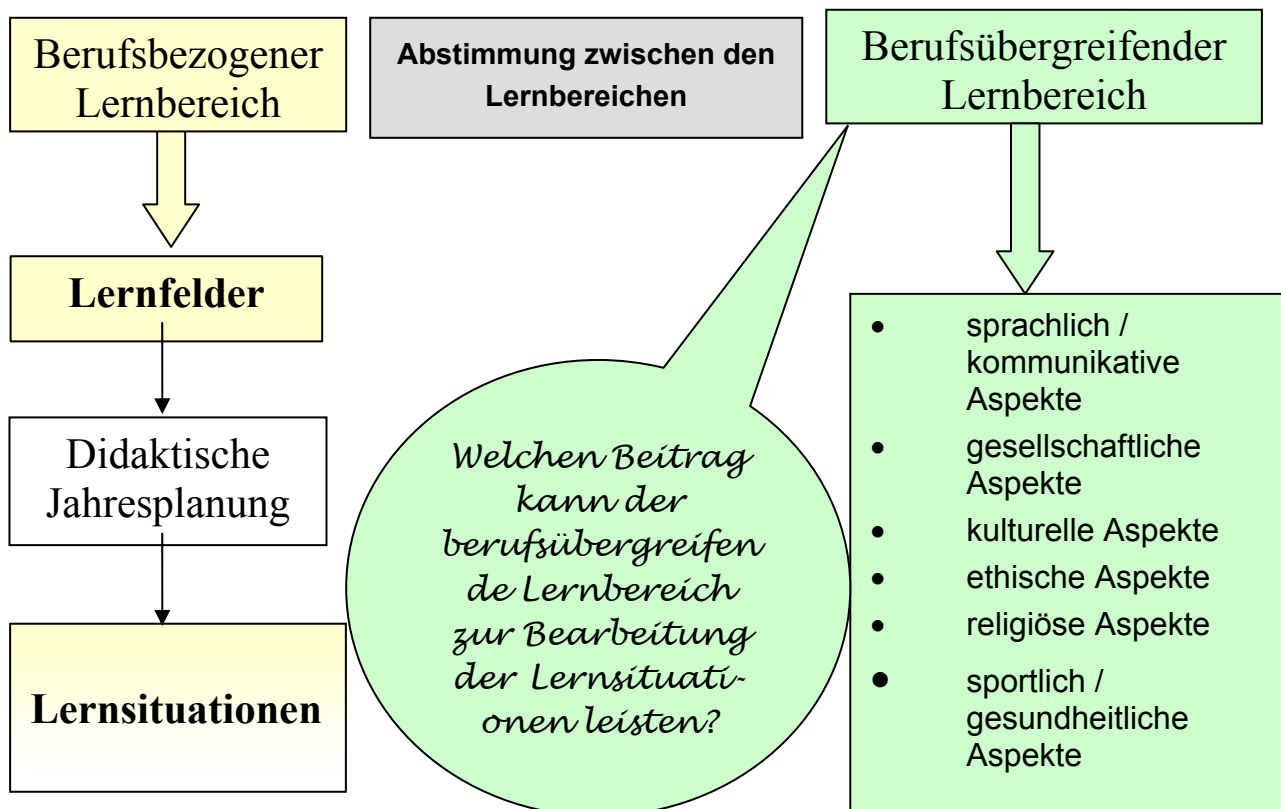 Berufsbezogener
Lernbereich
Abstimmung zwischen den
Lernbereichen
Berufsübergreifender
Lernbereich
Lernfelder
Didaktische
Jahresplanung
Lernsituationen
Welchen Beitrag
kann der
berufsübergreifen
de Lernbereich
zur Bearbeitung
der Lernsituati-
onen leisten?
• sprachlich /
kommunikative
Aspekte
• gesellschaftliche
Aspekte
• kulturelle Aspekte
• ethische Aspekte
• religiöse Aspekte
• sportlich /
gesundheitliche
Aspekte